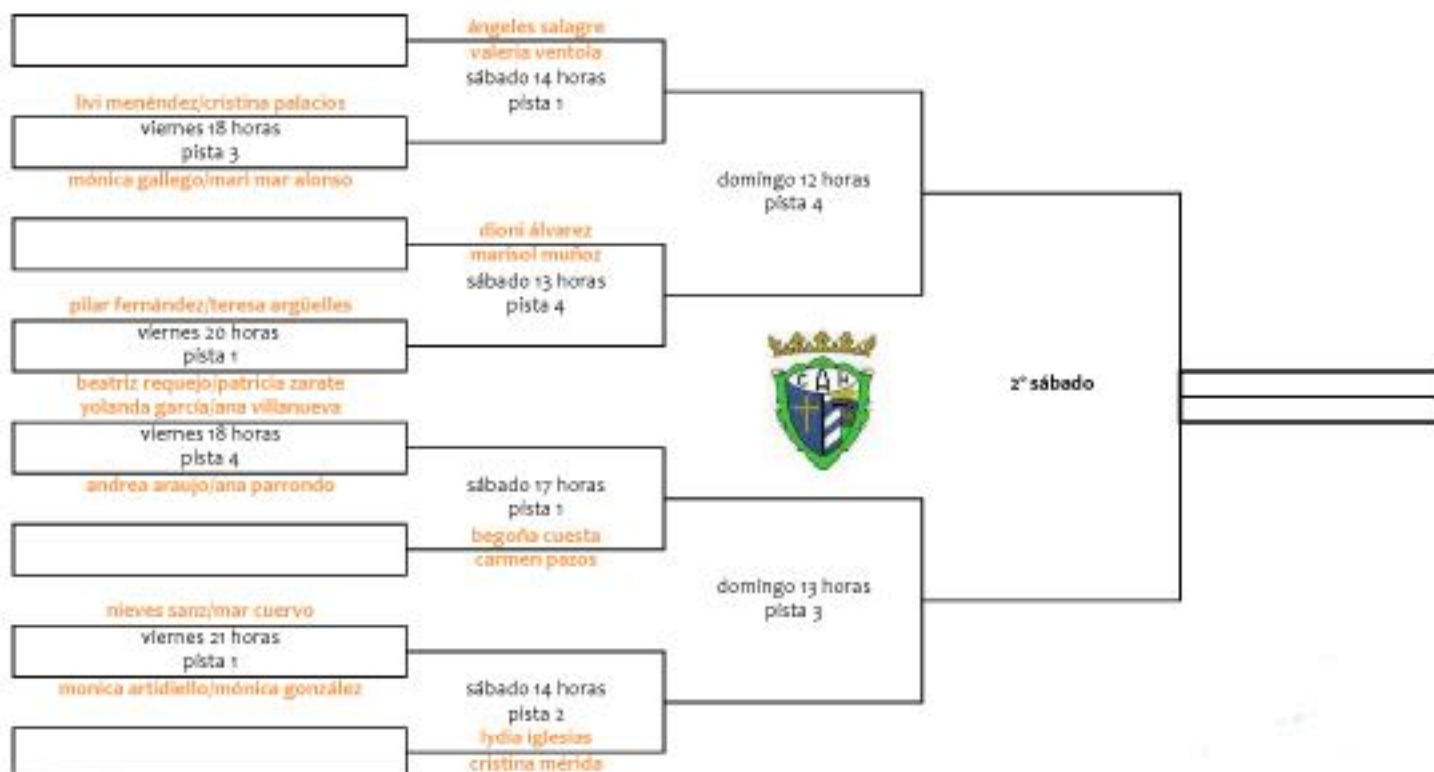 ángeles salagre
valeria ventola
sábado 14 horas
pista 1
livi menéndez/cristina palacios
viernes 18 horas
pista 3
mónica gallego/mari mar alonso
domingo 12 horas
pista 4
dioni álvarez
marisol muñoz
sábado 13 horas
pista 4
pilar fernández/teresa argüelles
viernes 20 horas
pista 1
beatriz requejo/patricia zarate
C A H
2º sábado
yolanda garcía/ana villanueva
viernes 18 horas
pista 4
andrea araujo/ana parrondo
sábado 17 horas
pista 1
begoña cuesta
carmen pazos
domingo 13 horas
pista 3
nieves sanz/mar cuervo
viernes 21 horas
pista 1
monica artidiello/mónica gonzález
sábado 14 horas
pista 2
lydia iglesias
cristina mérida